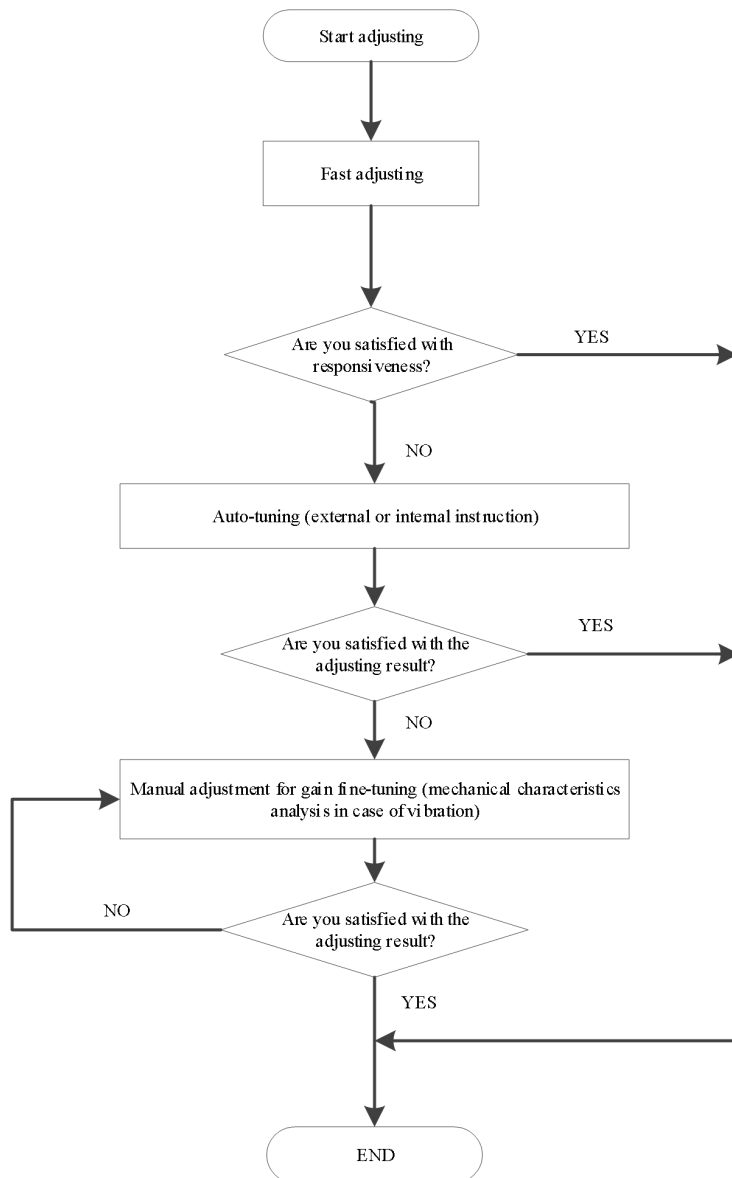 Start adjusting
Fast adjusting
Are you satisfied with
responsiveness?
YES
NO
Auto-tuning (external or internal instruction)
Are you satisfied with the
adjusting result?
YES
NO
Manual adjustment for gain fine-tuning (mechanical characteristics
analysis in case of vibration)
NO
Are you satisfied with the
adjusting result?
YES
END